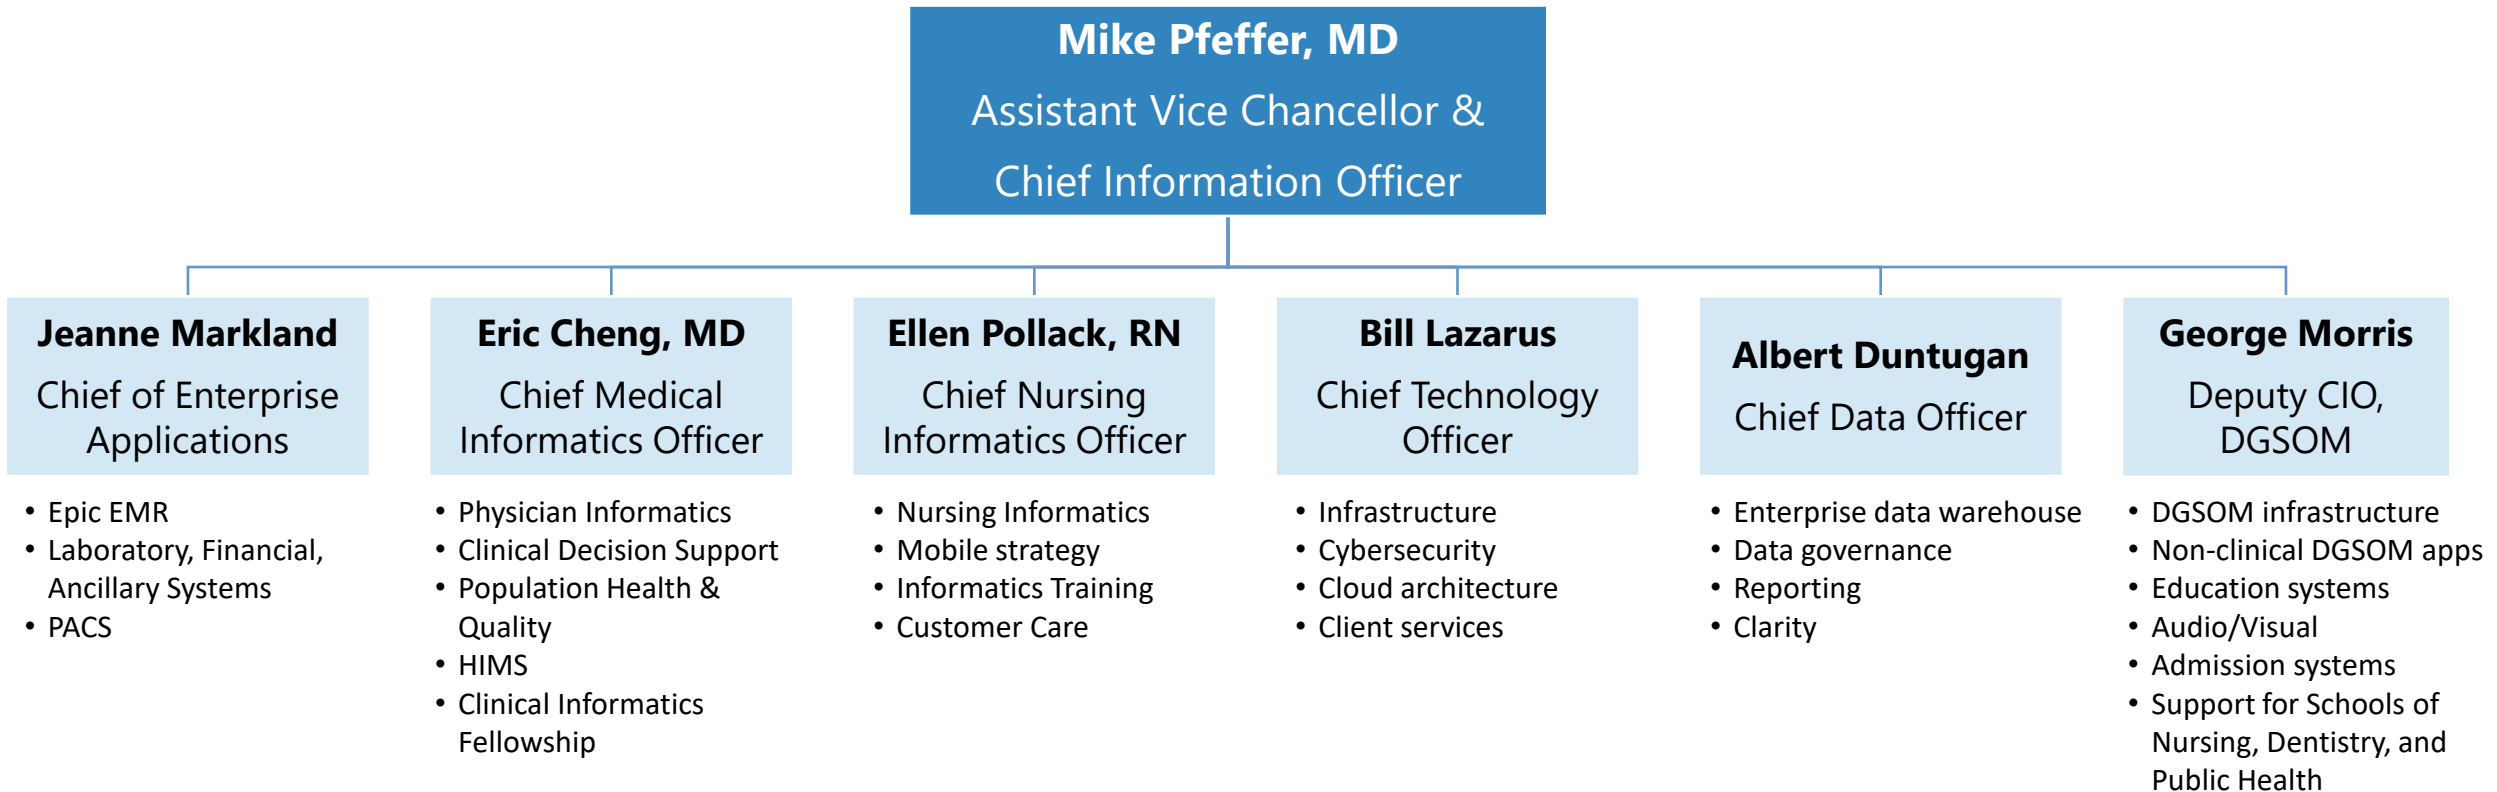 Mike Pfeffer, MD
Assistant Vice Chancellor &
Chief Information Officer
Jeanne Markland
Chief of Enterprise
Applications
• Epic EMR
• Laboratory, Financial,
Ancillary Systems
• PACS
Eric Cheng, MD
Chief Medical
Informatics Officer
• Physician Informatics
• Clinical Decision Support
• Population Health &
Quality
• HIMS
• Clinical Informatics
Fellowship
Ellen Pollack, RN
Chief Nursing
Informatics Officer
• Nursing Informatics
• Mobile strategy
• Informatics Training
• Customer Care
Bill Lazarus
Chief Technology
Officer
• Infrastructure
• Cybersecurity
• Cloud architecture
• Client services
Albert Duntugan
Chief Data Officer
• Enterprise data warehouse
• Data governance
• Reporting
• Clarity
George Morris
Deputy CIO,
DGSOM
• DGSOM infrastructure
• Non-clinical DGSOM apps
• Education systems
• Audio/Visual
• Admission systems
• Support for Schools of
Nursing, Dentistry, and
Public Health